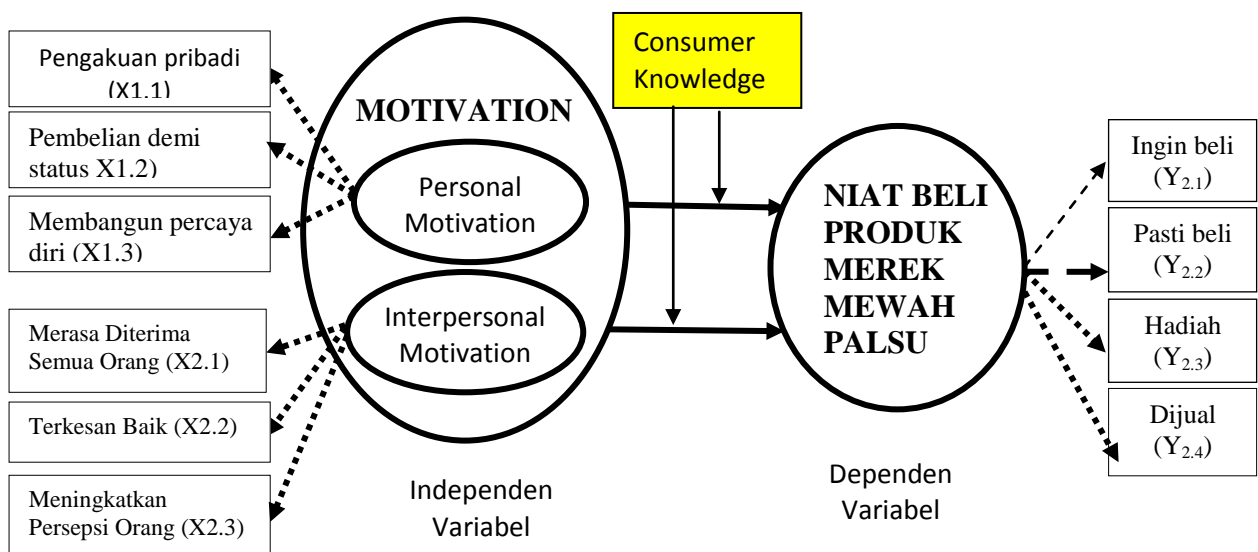 Pengakuan pribadi
(X1.1)
Pembelian demi
status X1.2)
Membangun percaya
diri (X1.3)
Merasa Diterima
Semua Orang (X2.1)
Terkesan Baik (X2.2)
Meningkatkan
Persepsi Orang (X2.3)
MOTIVATION
Personal
Motivation
Interpersonal
Motivation
Independen
Variabel
Consumer
Knowledge
NIAT BELI
PRODUK
MEREK
MEWAH
PALSU
Dependen
Variabel
Ingin beli
(Y2.1)
Pasti beli
(Y2.2)
Hadiah
(Y2.3)
Dijual
(Y2.4)